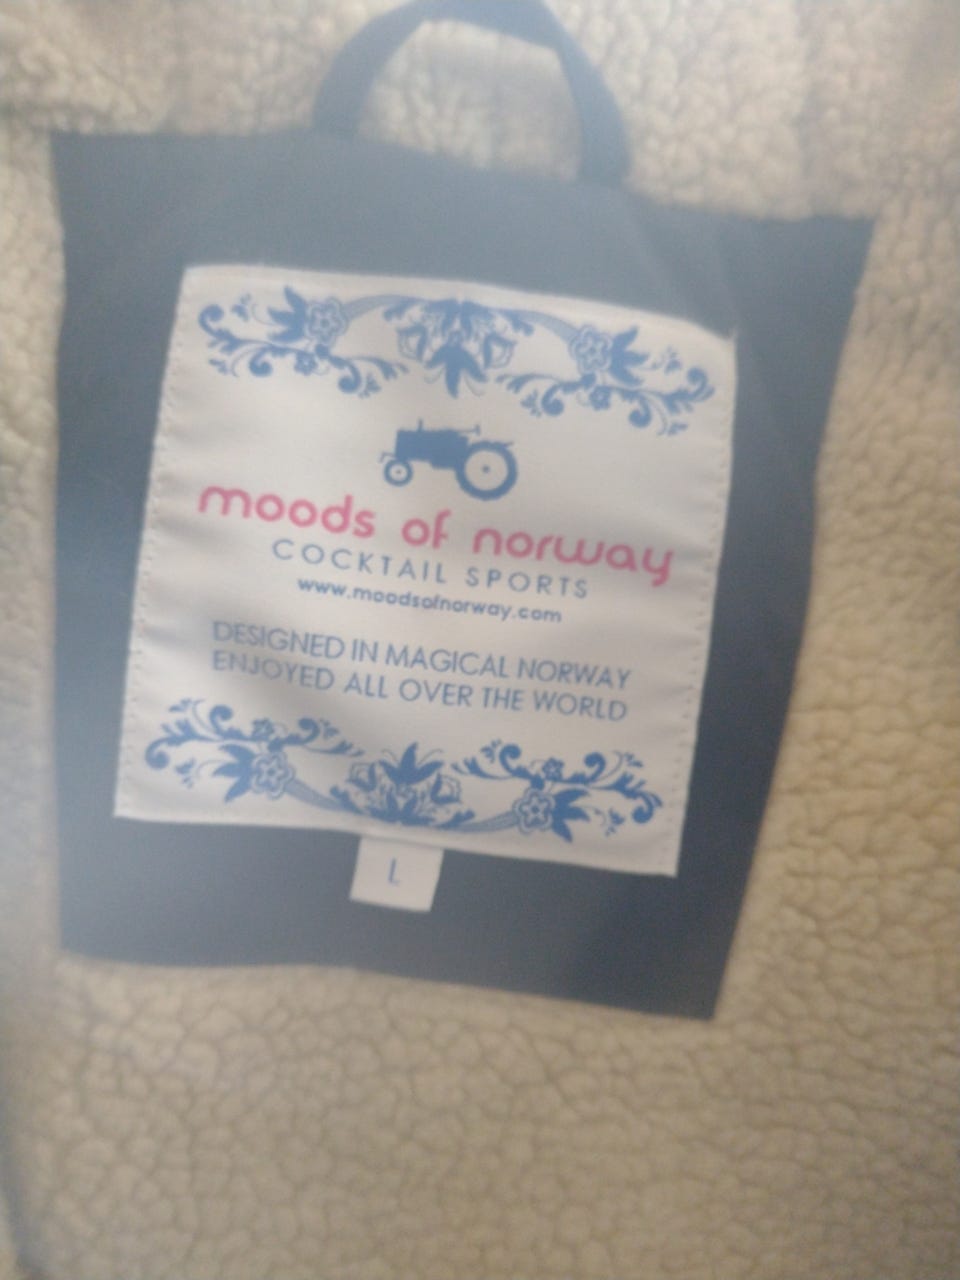 moods of norway
COCKTAIL SPORTS
www.moodsofnorway.com
DESIGNED IN MAGICAL NORWAY
ENJOYED ALL OVER THE WORLD
L